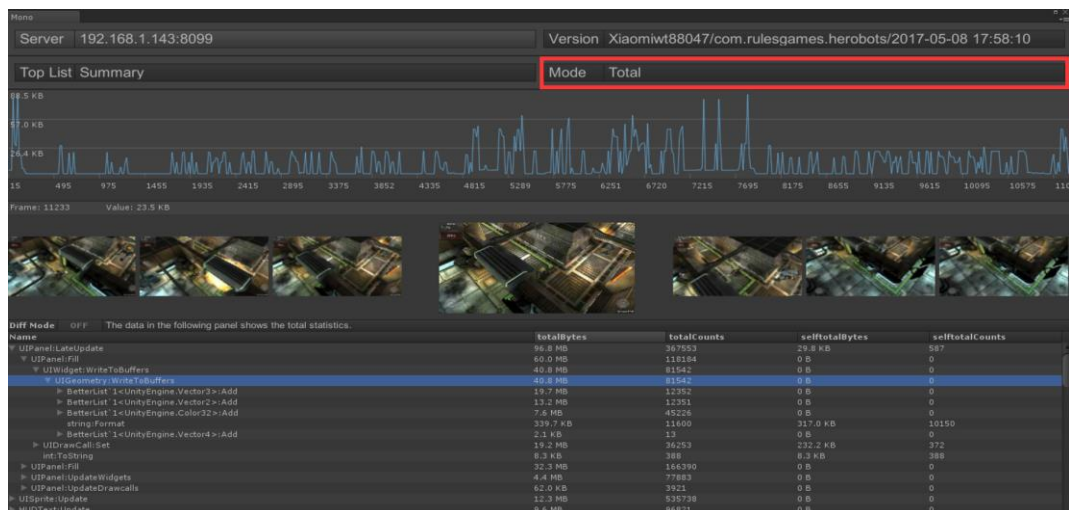 Mono
Server 192.168.1.143:8099 Version Xiaomiwt88047/com.rulesgames.herobots/2017-05-08 17:58:10
Top List Summary Mode Total
88.5 KB
57.0 KB
26.4 KB
15 495 975 1455 1935 2415 2895 3375 3852 4335 4815 5289 5775 6251 6720 7215 7695 8175 8655 9135 9615 10095 10575 110
Frame: 11233 Value: 23.5 KB
Diff Mode OFF The data in the following panel shows the total statistics.
Name totalBytes totalCounts selftotalBytes selftotalCounts
UIPanel:LateUpdate 96.8 MB 367553 29.8 KB 587
UIPanel:Fill 60.0 MB 118184 0 B 0
UIWidget:WriteToBuffers 40.8 MB 81542 0 B 0
UIGeometry:WriteToBuffers 40.8 MB 81542 0 B 0
BetterList`1<UnityEngine.Vector3>:Add 19.7 MB 12352 0 B 0
BetterList`1<UnityEngine.Vector2>:Add 13.2 MB 12351 0 B 0
BetterList`1<UnityEngine.Color32>:Add 7.6 MB 45226 0 B 0
string:Format 339.7 KB 11600 317.0 KB 10150
BetterList`1<UnityEngine.Vector4>:Add 2.1 KB 13 0 B 0
UIDrawCall:Set 19.2 MB 36253 232.2 KB 372
int:ToString 8.3 KB 388 8.3 KB 388
UIPanel:Fill 32.3 MB 166390 0 B 0
UIPanel:UpdateWidgets 4.4 MB 77883 0 B 0
UIPanel:UpdateDrawcalls 62.0 KB 3921 0 B 0
UISprite:Update 12.3 MB 535738 0 B 0
HUDText:Update 9.6 MB 96821 0 B 0